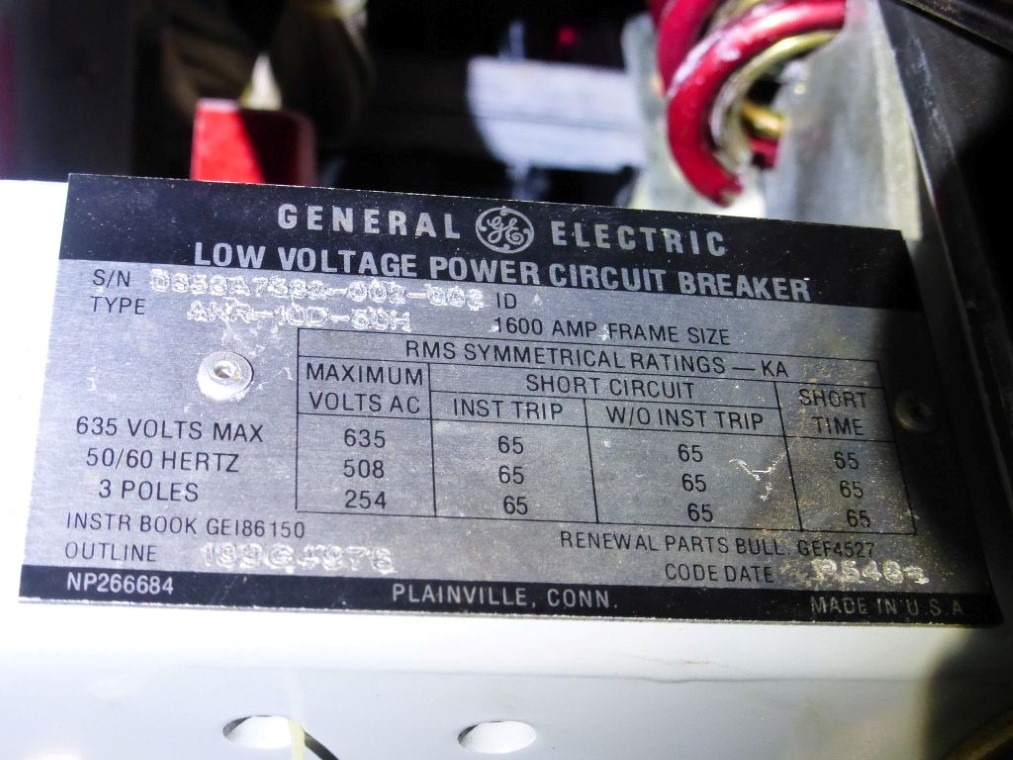 GENERAL GE ELECTRIC
LOW VOLTAGE POWER CIRCUIT BREAKER
S/N ID
TYPE 1600 AMP FRAME SIZE
RMS SYMMETRICAL RATINGS — KA
MAXIMUM VOLTS AC SHORT CIRCUIT SHORT TIME
INST TRIP W/O INST TRIP
635 VOLTS MAX 635 65 65 65
50/60 HERTZ 508 65 65 65
3 POLES 254 65 65 65
INSTR BOOK GEI86150 RENEWAL PARTS BULL. GEF4527
OUTLINE CODE DATE
NP266684 PLAINVILLE, CONN. MADE IN U.S.A.